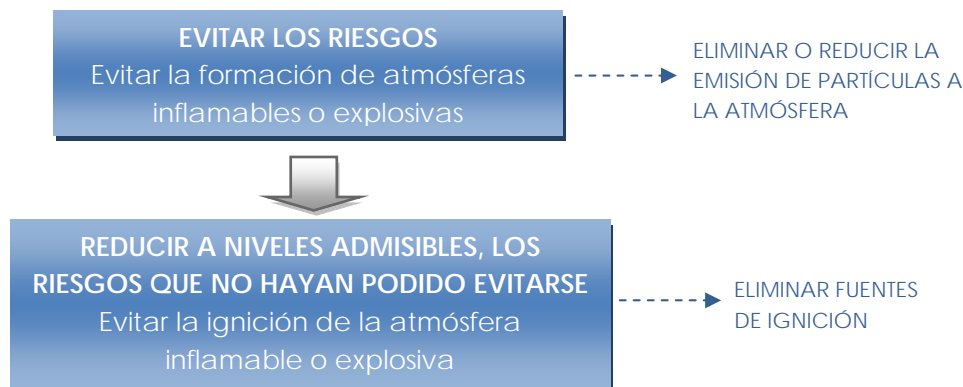 EVITAR LOS RIESGOS
Evitar la formación de atmósferas
inflamables o explosivas
ELIMINAR O REDUCIR LA
EMISIÓN DE PARTÍCULAS A
LA ATMÓSFERA
REDUCIR A NIVELES ADMISIBLES, LOS
RIESGOS QUE NO HAYAN PODIDO EVITARSE
Evitar la ignición de la atmósfera
inflamable o explosiva
ELIMINAR FUENTES
DE IGNICIÓN